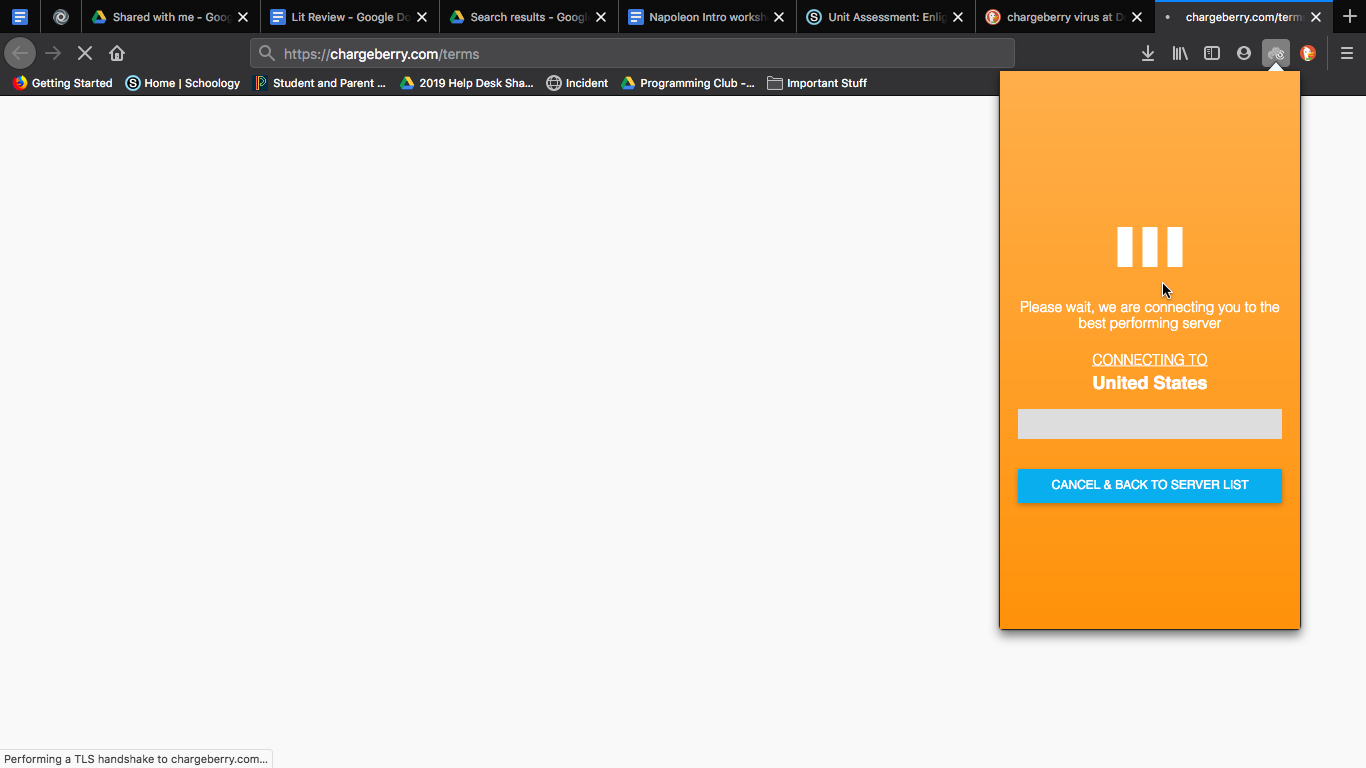 Shared with me - Goog
Lit Review - Google Do
Search results - Googl
Napoleon Intro worksh
Unit Assessment: Enlig
chargeberry virus at D
chargeberry.com/term
https://chargeberry.com/terms
Getting Started
Home | Schoology
Student and Parent ...
2019 Help Desk Sha...
Incident
Programming Club -...
Important Stuff
Please wait, we are connecting you to the
best performing server
CONNECTING TO
United States
CANCEL & BACK TO SERVER LIST
Performing a TLS handshake to chargeberry.com...